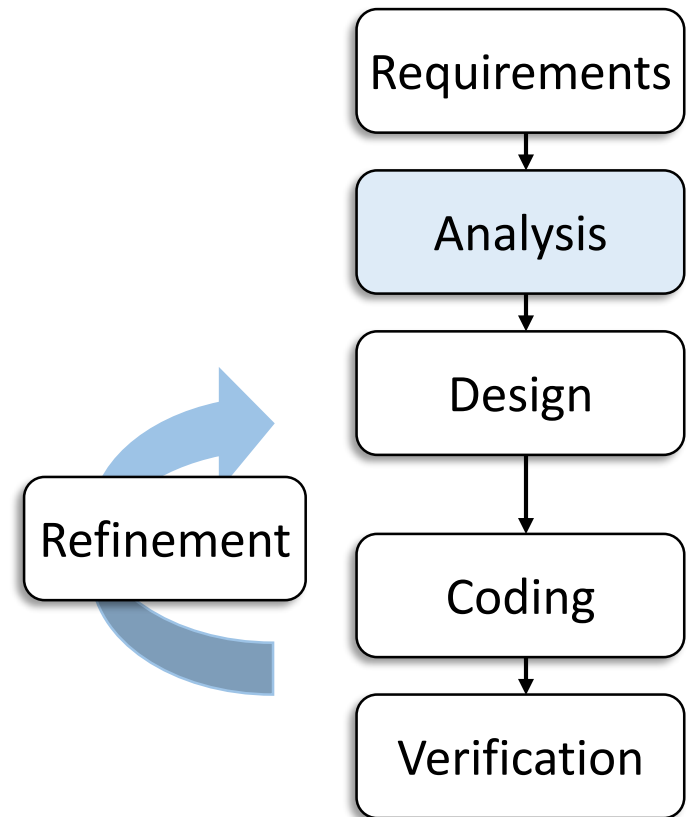 Requirements
Analysis
Design
Refinement
Coding
Verification